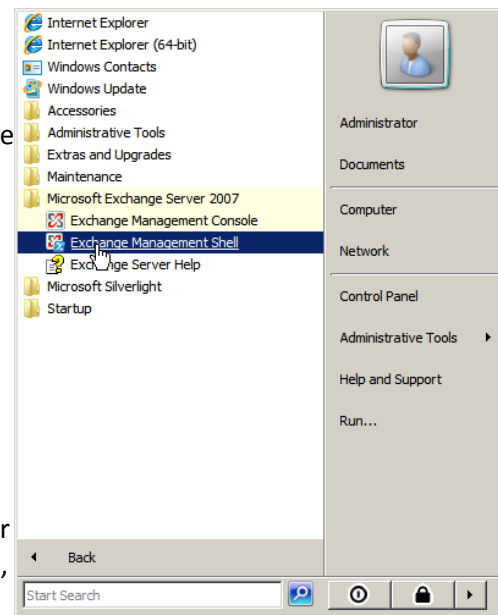 Internet Explorer
Internet Explorer (64-bit)
Windows Contacts
Windows Update
Accessories
e
Administrative Tools
Extras and Upgrades
Maintenance
Microsoft Exchange Server 2007
Exchange Management Console
Exchange Management Shell
Exchange Server Help
Microsoft Silverlight
Startup
r
Back
,
Start Search
Administrator
Documents
Computer
Network
Control Panel
Administrative Tools
Help and Support
Run...